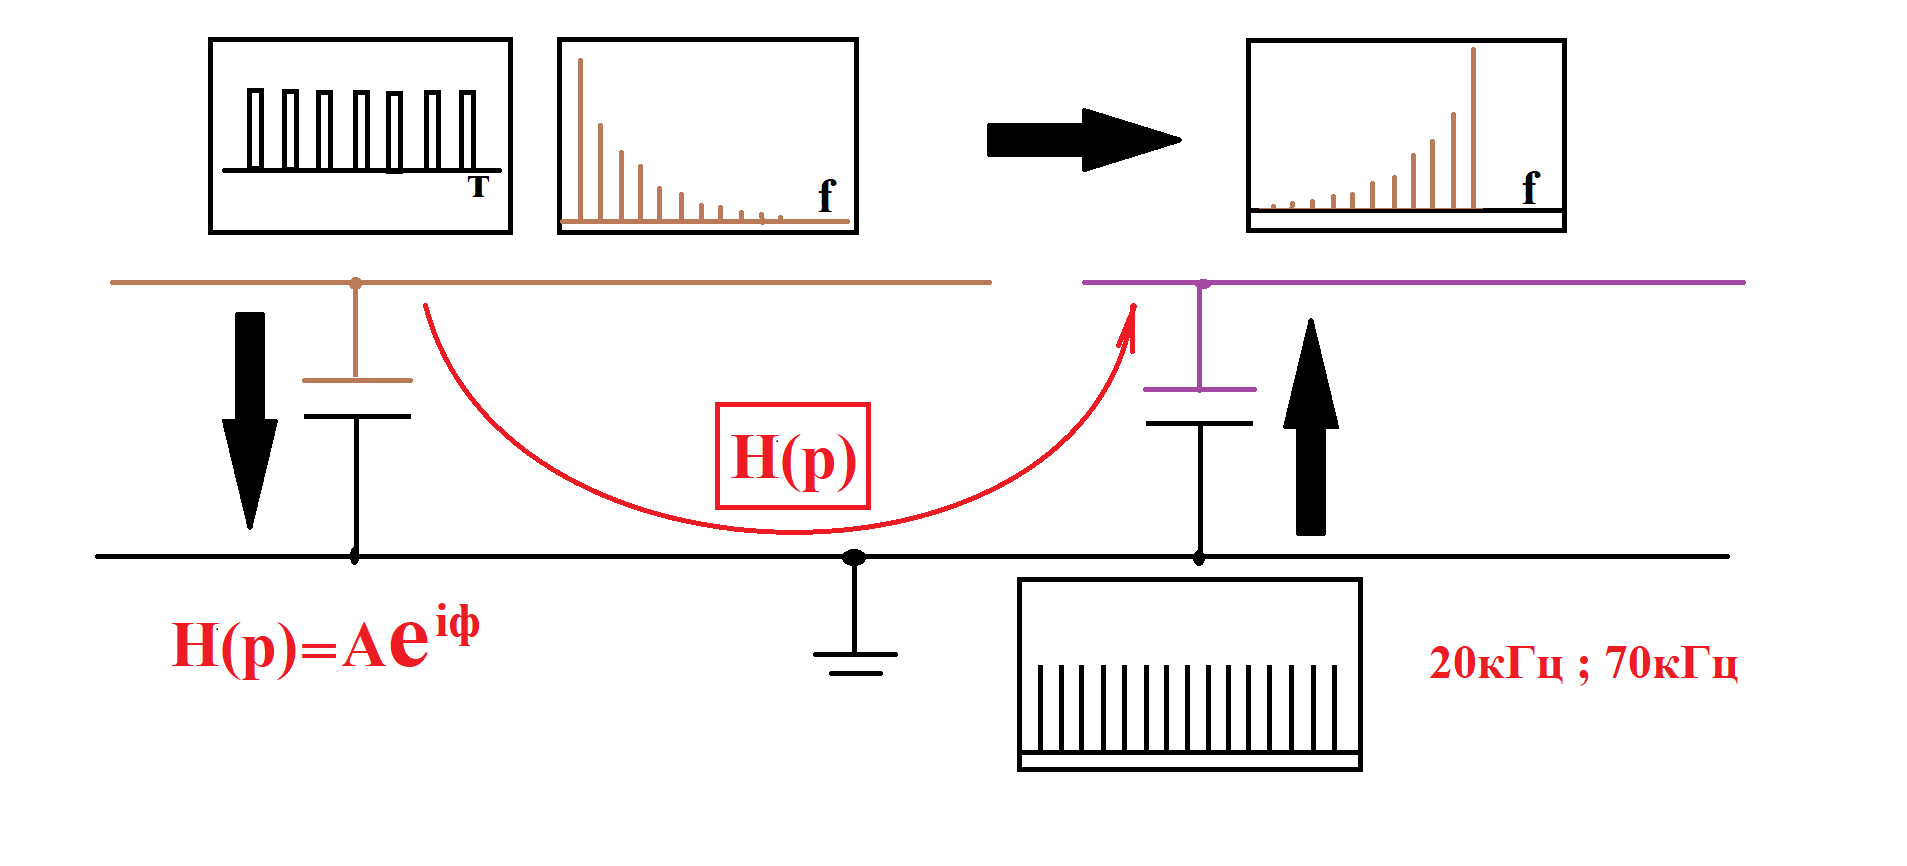 т
f
f
H(p)
H(p)=Ae^iф
20кГц ; 70кГц